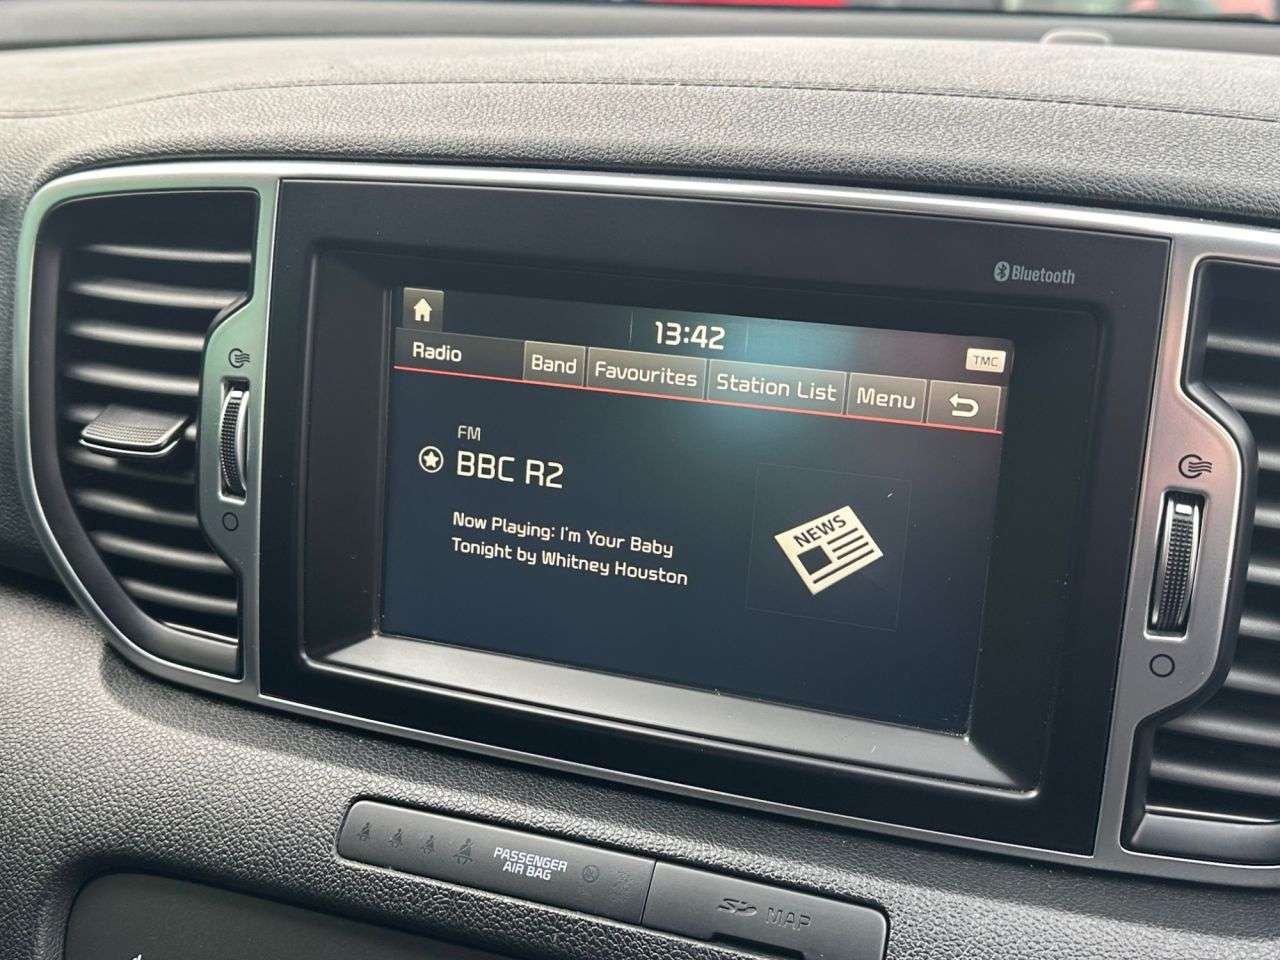 Bluetooth
13:42
TMC
Radio
Band
Favourites
Station List
Menu
FM
BBC R2
Now Playing: I'm Your Baby
Tonight by Whitney Houston
NEWS
PASSENGER
AIR BAG
SD MAP